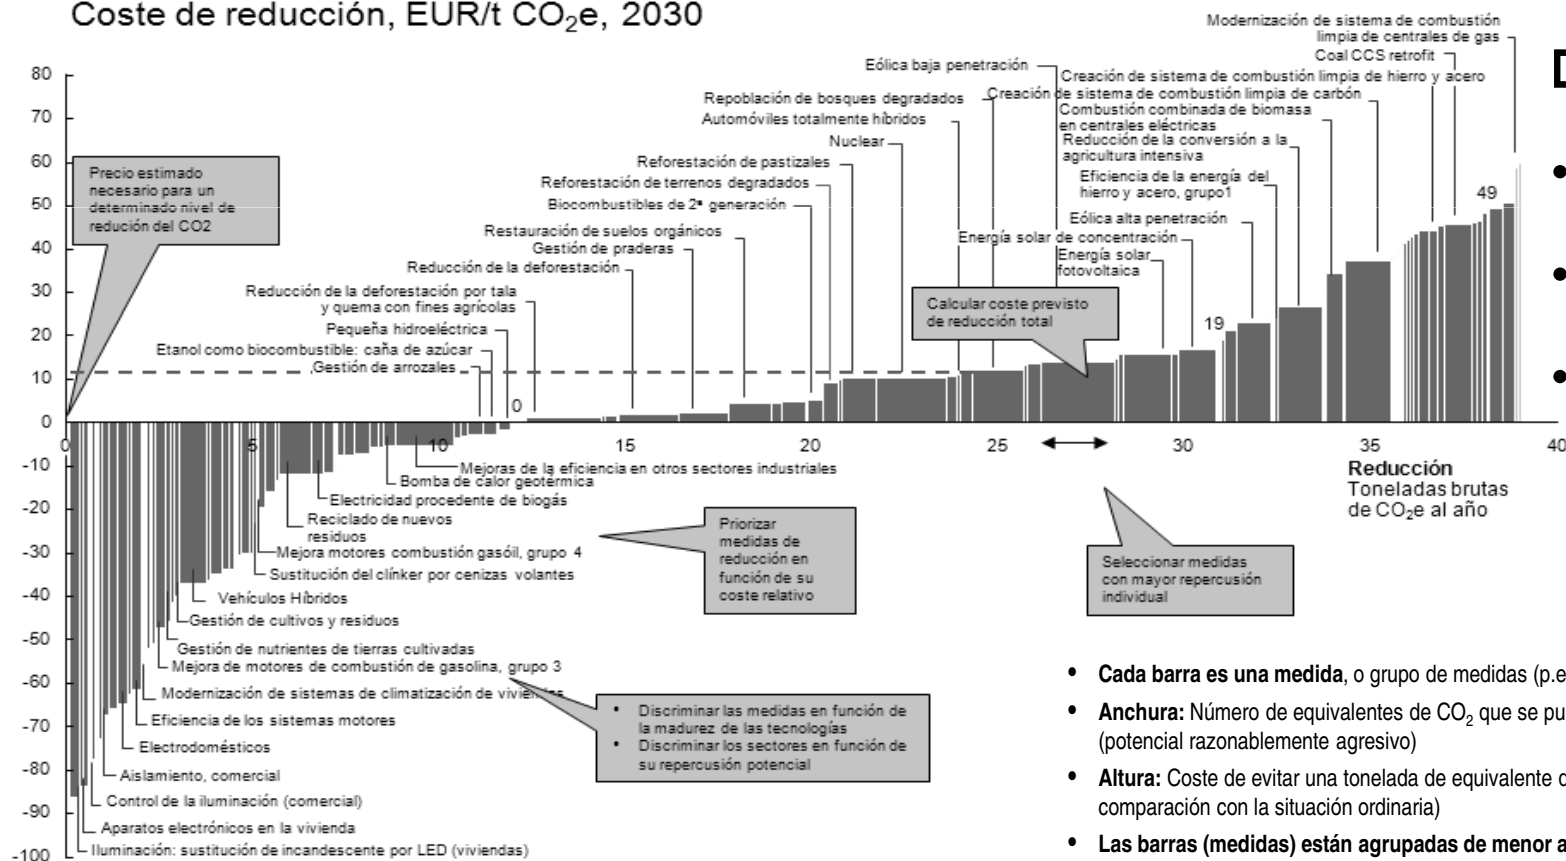 Coste de reducción, EUR/t CO₂e, 2030
Modernización de sistema de combustión
limpia de centrales de gas
Coal CCS retrofit
Eólica baja penetración
Creación de sistema de combustión limpia de hierro y acero
Repoblación de bosques degradados
Creación de sistema de combustión limpia de carbón
Automóviles totalmente híbridos
Combustión combinada de biomasa
en centrales eléctricas
Nuclear
Reducción de la conversión a la
agricultura intensiva
Reforestación de pastizales
Eficiencia de la energía del
hierro y acero, grupo1
Reforestación de terrenos degradados
Biocombustibles de 2ª generación
Eólica alta penetración
Restauración de suelos orgánicos
Energía solar de concentración
Gestión de praderas
Energía solar
fotovoltaica
Reducción de la deforestación
Reducción de la deforestación por tala
y quema con fines agrícolas
Pequeña hidroeléctrica
Etanol como biocombustible: caña de azúcar
Gestión de arrozales
Precio estimado
necesario para un
determinado nivel de
redución del CO2
Calcular coste previsto
de reducción total
80
70
60
50
40
30
20
10
0
-10
-20
-30
-40
-50
-60
-70
-80
-90
-100
0
19
49
0
5
10
15
20
25
30
35
40
Reducción
Toneladas brutas
de CO₂e al año
Mejoras de la eficiencia en otros sectores industriales
Bomba de calor geotérmica
Electricidad procedente de biogás
Reciclado de nuevos
residuos
Mejora motores combustión gasóil, grupo 4
Sustitución del clínker por cenizas volantes
Vehículos Híbridos
Gestión de cultivos y residuos
Gestión de nutrientes de tierras cultivadas
Mejora de motores de combustión de gasolina, grupo 3
Modernización de sistemas de climatización de viviendas
Eficiencia de los sistemas motores
Electrodomésticos
Aislamiento, comercial
Control de la iluminación (comercial)
Aparatos electrónicos en la vivienda
Iluminación: sustitución de incandescente por LED (viviendas)
Priorizar
medidas de
reducción en
función de su
coste relativo
Seleccionar medidas
con mayor repercusión
individual
• Discriminar las medidas en función de
la madurez de las tecnologías
• Discriminar los sectores en función de
su repercusión potencial
• Cada barra es una medida, o grupo de medidas (p.e
• Anchura: Número de equivalentes de CO₂ que se pu
(potencial razonablemente agresivo)
• Altura: Coste de evitar una tonelada de equivalente d
comparación con la situación ordinaria)
• Las barras (medidas) están agrupadas de menor a